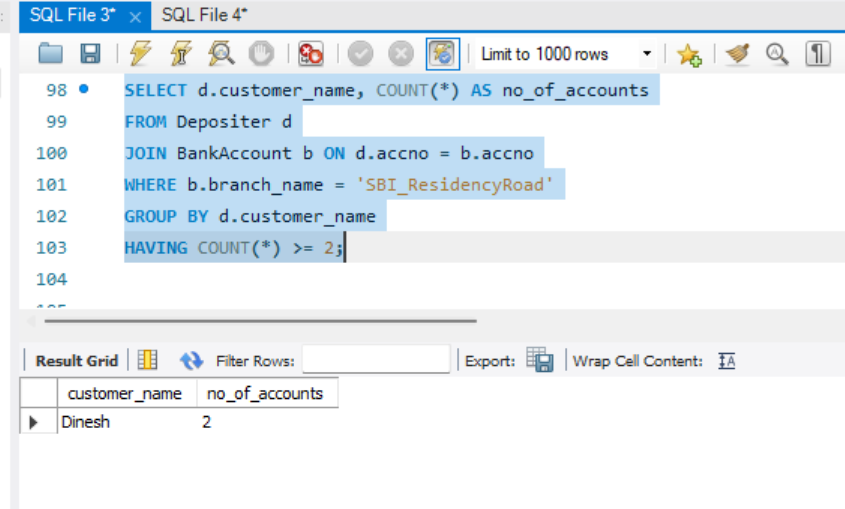 SQL File 3* × SQL File 4*
Limit to 1000 rows
98 SELECT d.customer_name, COUNT(*) AS no_of_accounts
99 FROM Depositer d
100 JOIN BankAccount b ON d.accno = b.accno
101 WHERE b.branch_name = 'SBI_ResidencyRoad'
102 GROUP BY d.customer_name
103 HAVING COUNT(*) >= 2;
104
Result Grid Filter Rows: Export: Wrap Cell Content:
customer_name no_of_accounts
Dinesh 2